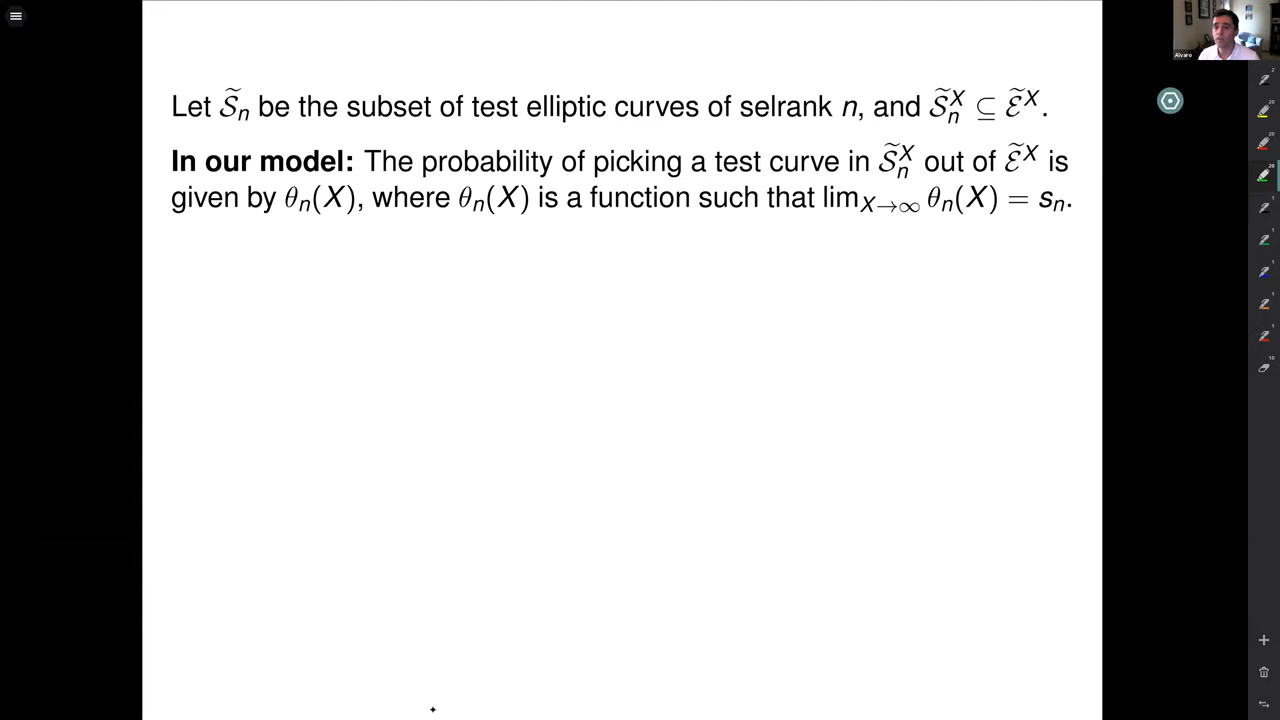 Let 𝒮̃ₙ be the subset of test elliptic curves of selrank n, and 𝒮̃ₙˣ ⊆ ℰ̃ˣ.
In our model: The probability of picking a test curve in 𝒮̃ₙˣ out of ℰ̃ˣ is
given by θₙ(X), where θₙ(X) is a function such that lim_{X→∞} θₙ(X) = sₙ.
Alvaro